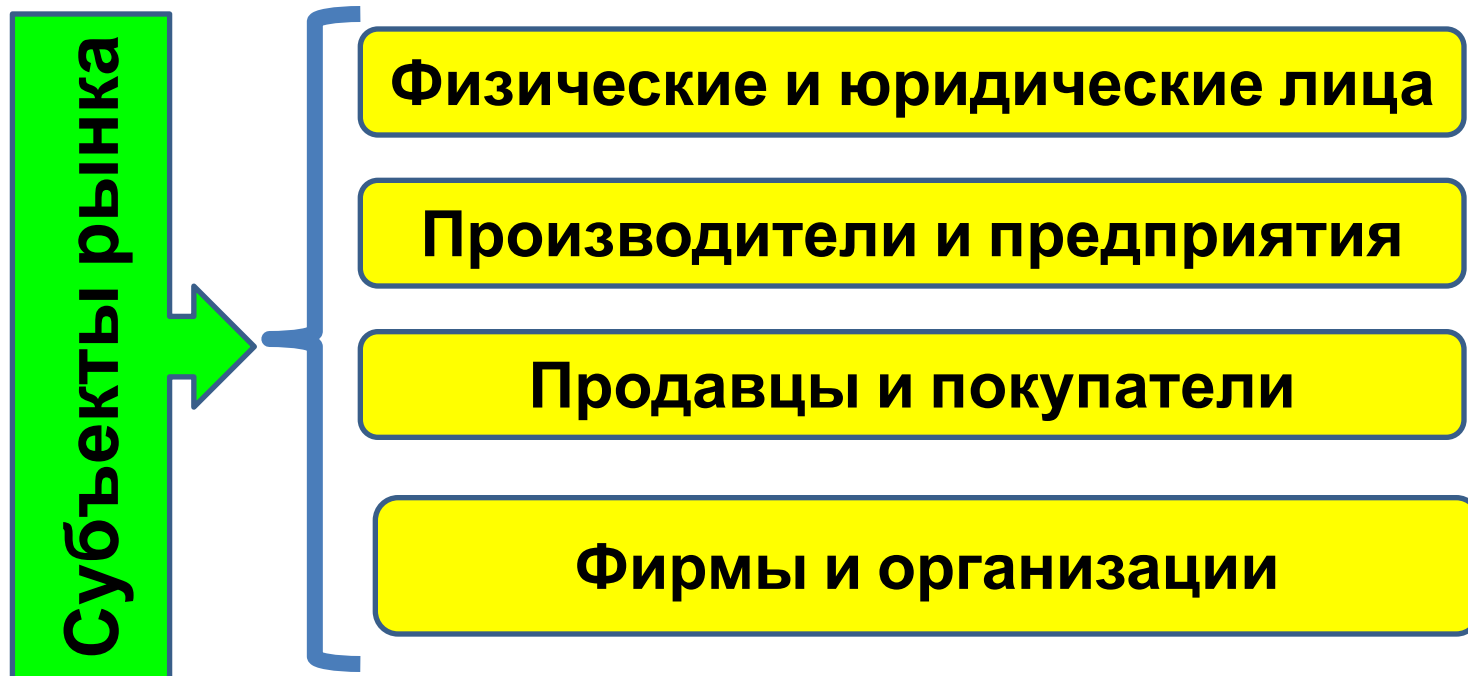 Субъекты рынка
Физические и юридические лица
Производители и предприятия
Продавцы и покупатели
Фирмы и организации